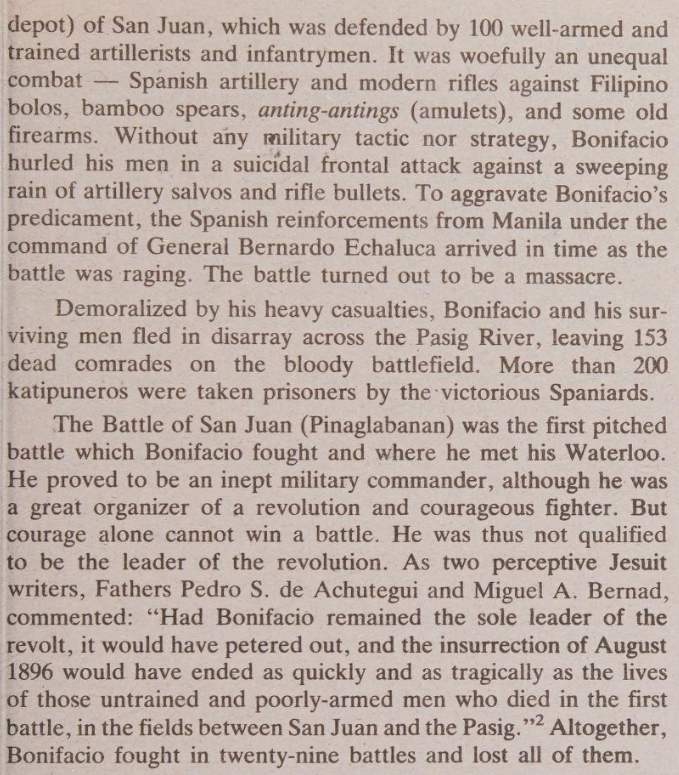 depot) of San Juan, which was defended by 100 well-armed and
trained artillerists and infantrymen. It was woefully an unequal
combat — Spanish artillery and modern rifles against Filipino
bolos, bamboo spears, anting-antings (amulets), and some old
firearms. Without any military tactic nor strategy, Bonifacio
hurled his men in a suicidal frontal attack against a sweeping
rain of artillery salvos and rifle bullets. To aggravate Bonifacio's
predicament, the Spanish reinforcements from Manila under the
command of General Bernardo Echaluca arrived in time as the
battle was raging. The battle turned out to be a massacre.
Demoralized by his heavy casualties, Bonifacio and his sur-
viving men fled in disarray across the Pasig River, leaving 153
dead comrades on the bloody battlefield. More than 200
katipuneros were taken prisoners by the victorious Spaniards.
The Battle of San Juan (Pinaglabanan) was the first pitched
battle which Bonifacio fought and where he met his Waterloo.
He proved to be an inept military commander, although he was
a great organizer of a revolution and courageous fighter. But
courage alone cannot win a battle. He was thus not qualified
to be the leader of the revolution. As two perceptive Jesuit
writers, Fathers Pedro S. de Achutegui and Miguel A. Bernad,
commented: "Had Bonifacio remained the sole leader of the
revolt, it would have petered out, and the insurrection of August
1896 would have ended as quickly and as tragically as the lives
of those untrained and poorly-armed men who died in the first
battle, in the fields between San Juan and the Pasig."² Altogether,
Bonifacio fought in twenty-nine battles and lost all of them.